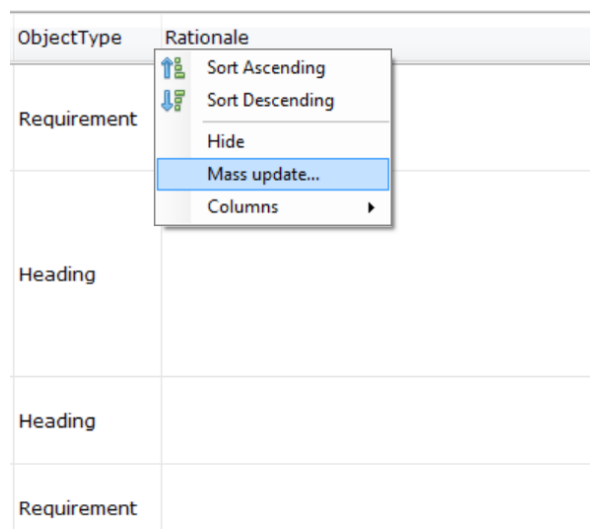 ObjectType Rationale
Sort Ascending
Sort Descending
Requirement
Hide
Mass update...
Columns
Heading
Heading
Requirement